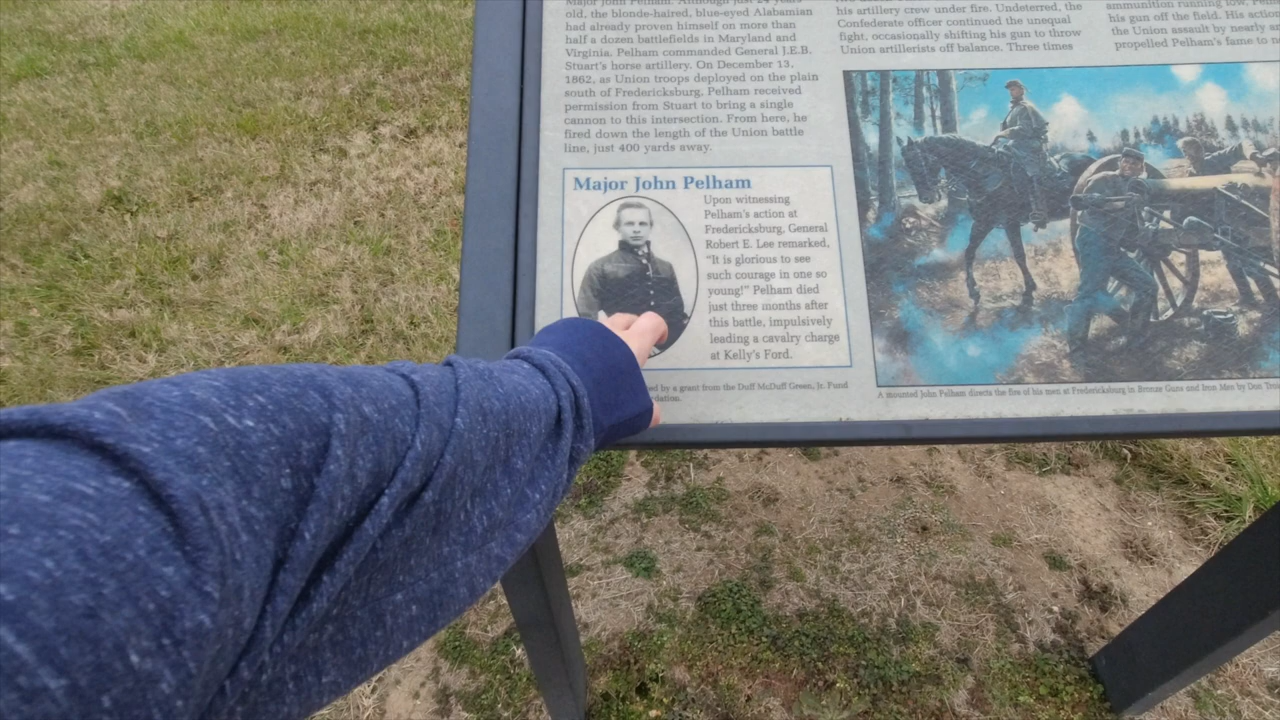 Major John Pelham. Although just 24 years
old, the blonde-haired, blue-eyed Alabamian
had already proven himself on more than
half a dozen battlefields in Maryland and
Virginia. Pelham commanded General J.E.B.
Stuart's horse artillery. On December 13,
1862, as Union troops deployed on the plain
south of Fredericksburg, Pelham received
permission from Stuart to bring a single
cannon to this intersection. From here, he
fired down the length of the Union battle
line, just 400 yards away.
his artillery crew under fire. Undeterred, the
Confederate officer continued the unequal
fight, occasionally shifting his gun to throw
Union artillerists off balance. Three times
ammunition running low,
his gun off the field. His
the Union assault by nearly
propelled Pelham's fame to
Major John Pelham
Upon witnessing
Pelham's action at
Fredericksburg, General
Robert E. Lee remarked,
"It is glorious to see
such courage in one so
young!" Pelham died
just three months after
this battle, impulsively
leading a cavalry charge
at Kelly's Ford.
by a grant from the Duff McDuff Green, Jr. Fund
A mounted John Pelham directs the fire of his men at Fredericksburg in Bronze Guns and Iron Men by Don